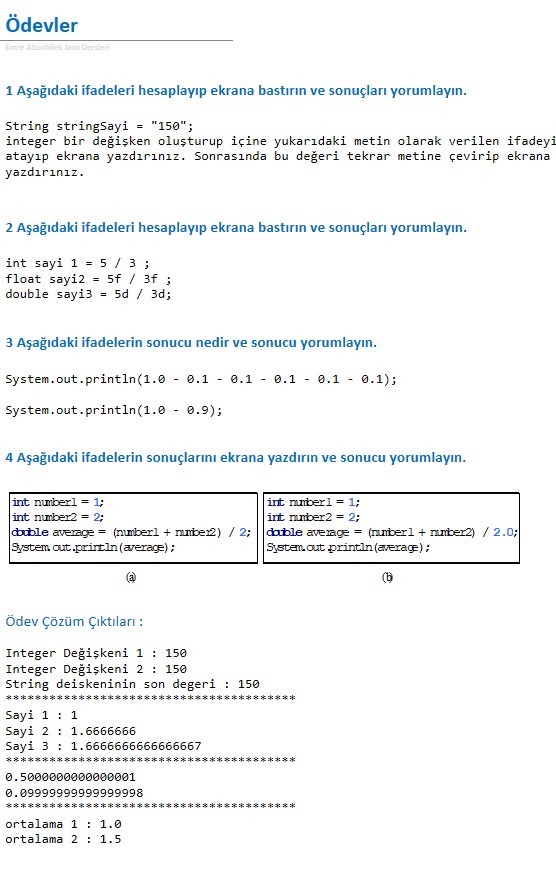 Ödevler
Emre Altunbilek Java Dersleri
1 Aşağıdaki ifadeleri hesaplayıp ekrana bastırın ve sonuçları yorumlayın.
String stringSayi = "150";
integer bir değişken oluşturup içine yukarıdaki metin olarak verilen ifadeyi
atayıp ekrana yazdırınız. Sonrasında bu değeri tekrar metine çevirip ekrana
yazdırınız.
2 Aşağıdaki ifadeleri hesaplayıp ekrana bastırın ve sonuçları yorumlayın.
int sayi 1 = 5 / 3 ;
float sayi2 = 5f / 3f ;
double sayi3 = 5d / 3d;
3 Aşağıdaki ifadelerin sonucu nedir ve sonucu yorumlayın.
System.out.println(1.0 - 0.1 - 0.1 - 0.1 - 0.1 - 0.1);
System.out.println(1.0 - 0.9);
4 Aşağıdaki ifadelerin sonuçlarını ekrana yazdırın ve sonucu yorumlayın.
int number1 = 1;
int number2 = 2;
double average = (number1 + number2) / 2;
System.out.println(average);
(a)
int number1 = 1;
int number2 = 2;
double average = (number1 + number2) / 2.0;
System.out.println(average);
(b)
Ödev Çözüm Çıktıları :
Integer Değişkeni 1 : 150
Integer Değişkeni 2 : 150
String deiskeninin son degeri : 150
****************************************
Sayi 1 : 1
Sayi 2 : 1.6666666
Sayi 3 : 1.6666666666666667
****************************************
0.5000000000000001
0.09999999999999998
****************************************
ortalama 1 : 1.0
ortalama 2 : 1.5